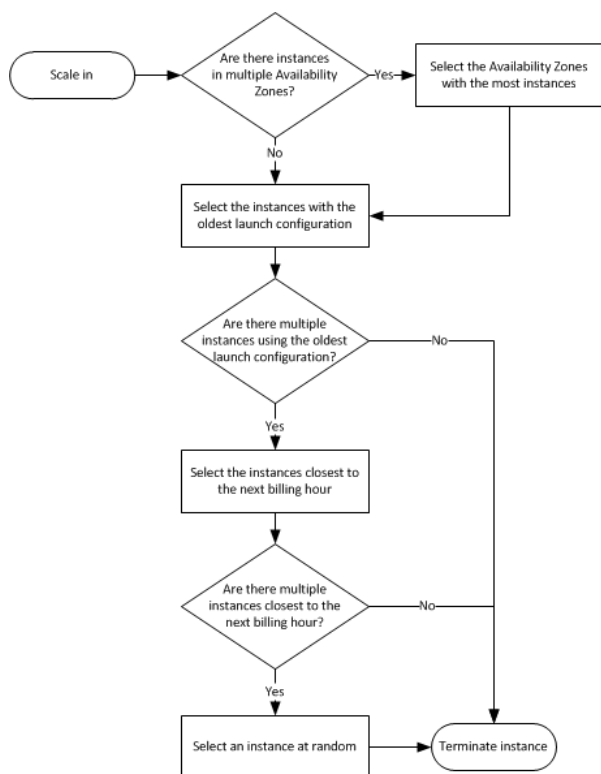 Scale in
Are there instances
in multiple Availability
Zones?
Yes
Select the Availability Zones
with the most instances
No
Select the instances with the
oldest launch configuration
Are there multiple
instances using the oldest
launch configuration?
No
Yes
Select the instances closest to
the next billing hour
Are there multiple
instances closest to the
next billing hour?
No
Yes
Select an instance at random
Terminate instance